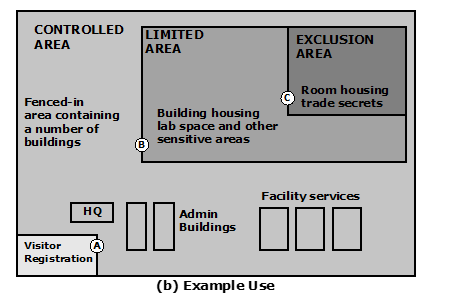 CONTROLLED
AREA
LIMITED
AREA
EXCLUSION
AREA
Room housing
trade secrets
C
Fenced-in
area containing
a number of
buildings
Building housing
lab space and other
sensitive areas
B
Facility services
HQ
Admin
Buildings
Visitor
Registration
A
(b) Example Use